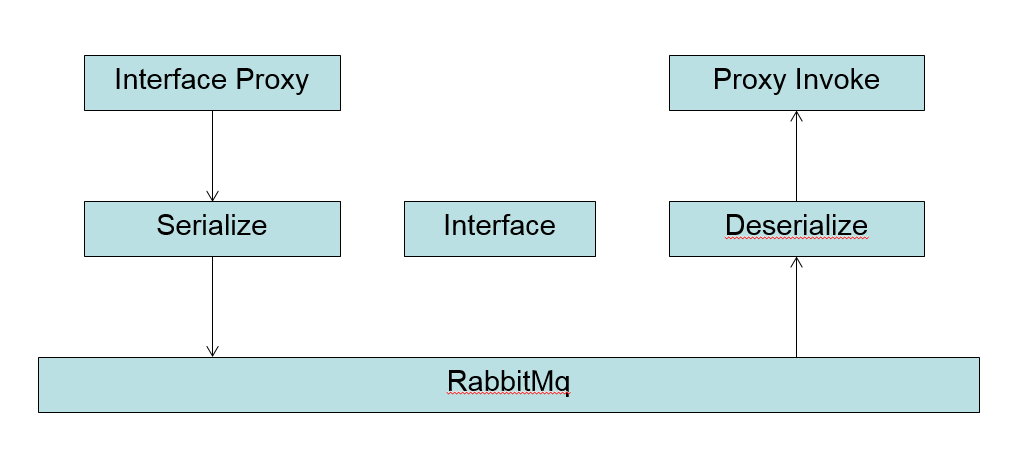 Interface Proxy
Proxy Invoke
Serialize
Interface
Deserialize
RabbitMq